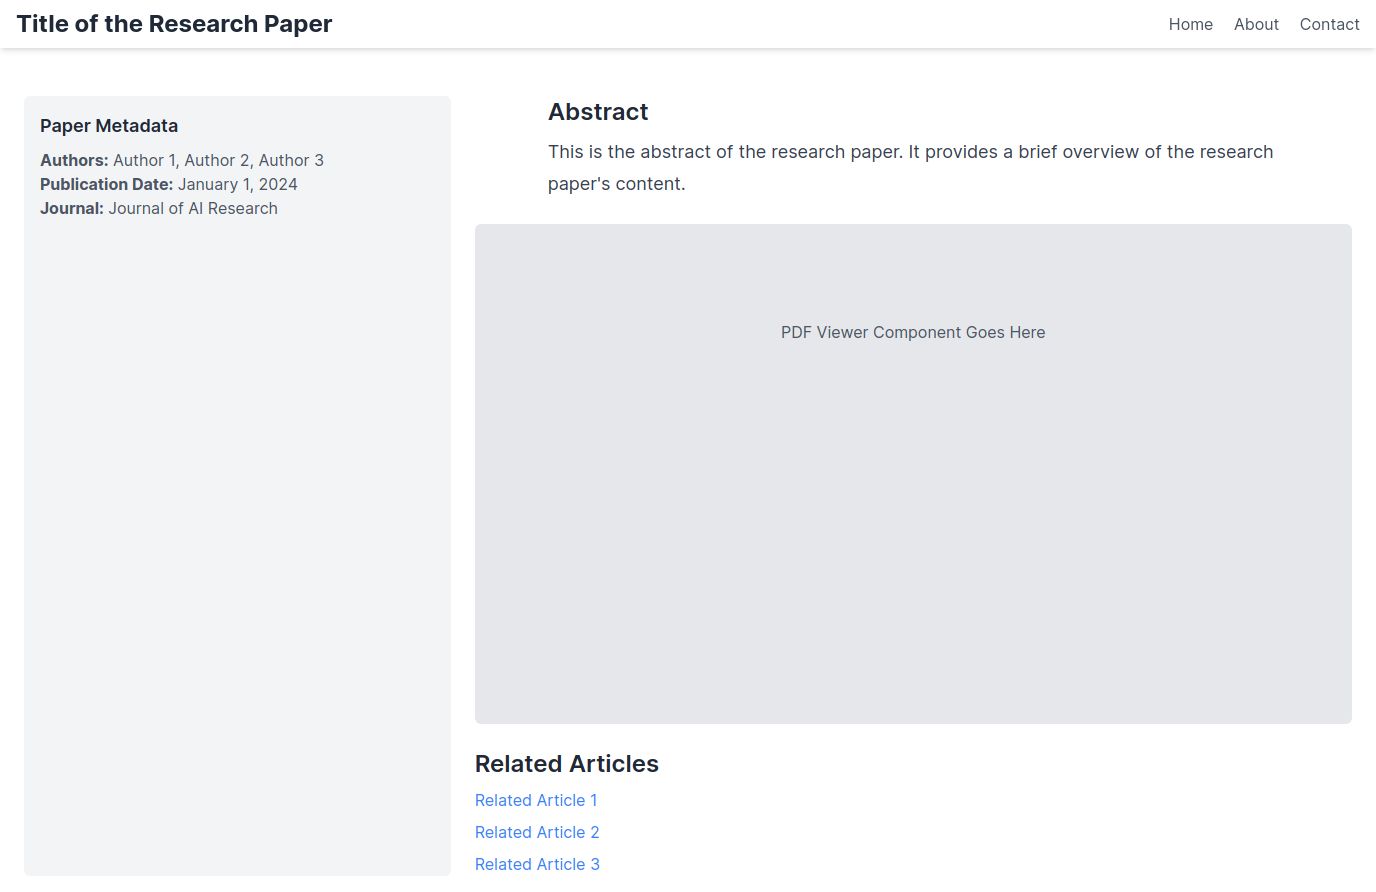 Title of the Research Paper
Home About Contact
Paper Metadata
Authors: Author 1, Author 2, Author 3
Publication Date: January 1, 2024
Journal: Journal of AI Research
Abstract
This is the abstract of the research paper. It provides a brief overview of the research
paper's content.
PDF Viewer Component Goes Here
Related Articles
Related Article 1
Related Article 2
Related Article 3